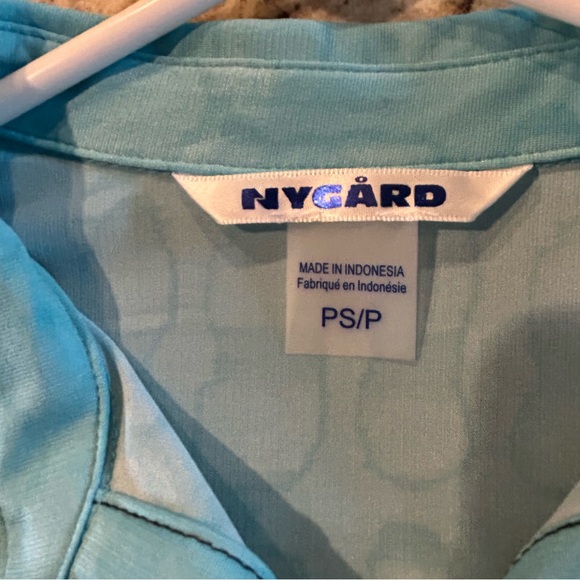 NYGÅRD
MADE IN INDONESIA
Fabriqué en Indonésie
PS/P